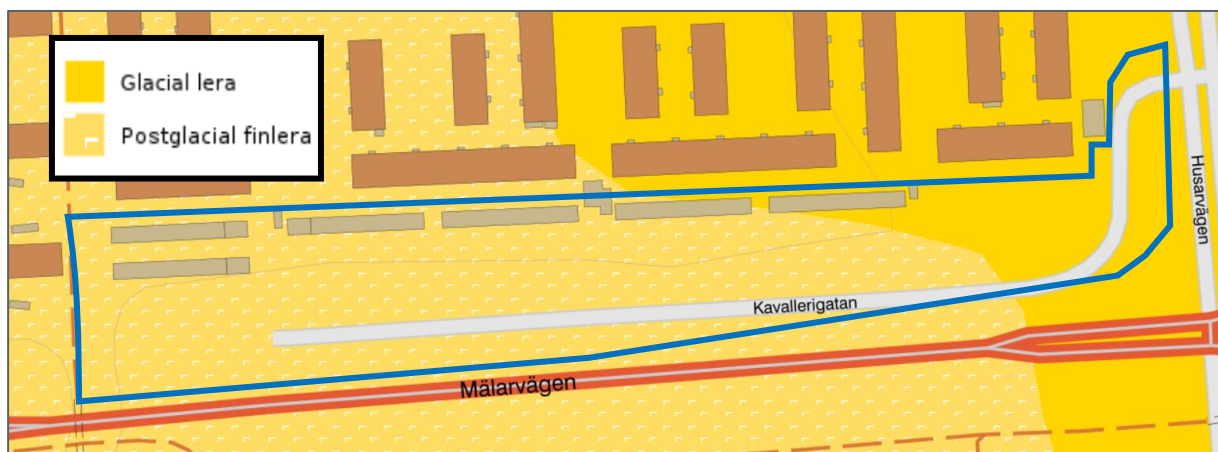 Glacial lera
Postglacial finlera
Husarvägen
Kavallerigatan
Mälarvägen